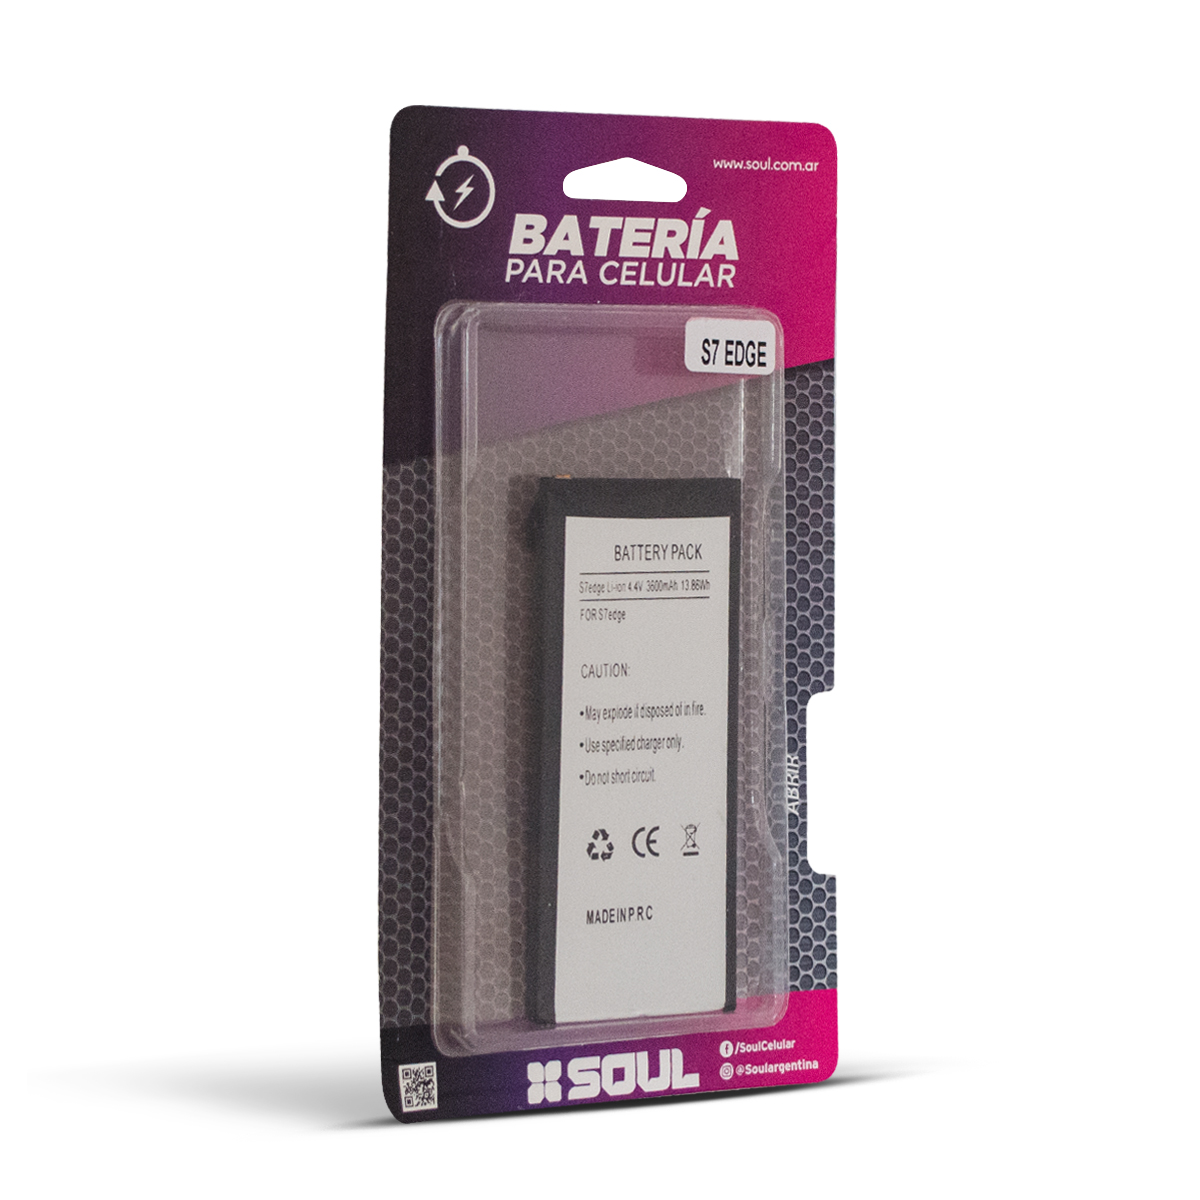 www.soul.com.ar
BATERÍA
PARA CELULAR
S7 EDGE
BATTERY PACK
S7edge Li-ion 4.4V 3600mAh 13.86Wh
FOR S7edge
CAUTION:
•May explode if disposed of in fire.
•Use specified charger only.
•Do not short circuit.
CE
MADE IN P R C
ABRIR
SOUL
/SoulCelular
@Soulargentina